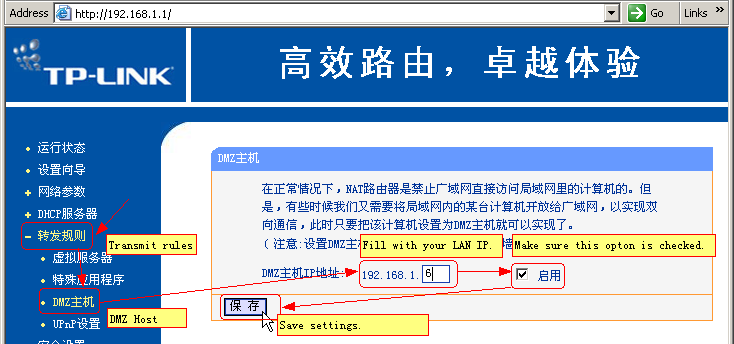 Address http://192.168.1.1/ Go Links »
TP-LINK
高效路由，卓越体验
运行状态
设置向导
网络参数
DHCP服务器
转发规则
Transmit rules
虚拟服务器
特殊应用程序
DMZ主机
DMZ Host
UPnP设置
安全设置
DMZ主机
在正常情况下，NAT路由器是禁止广域网直接访问局域网里的计算机的。但
是，有些时候我们又需要将局域网内的某台计算机开放给广域网，以实现双
向通信，此时只要把该计算机设置为DMZ主机就可以实现了。
（ 注意:设置DMZ主
墙
Fill with your LAN IP.
Make sure this opton is checked.
DMZ主机IP地址: 192.168.1. 6 启用
保 存
Save settings.